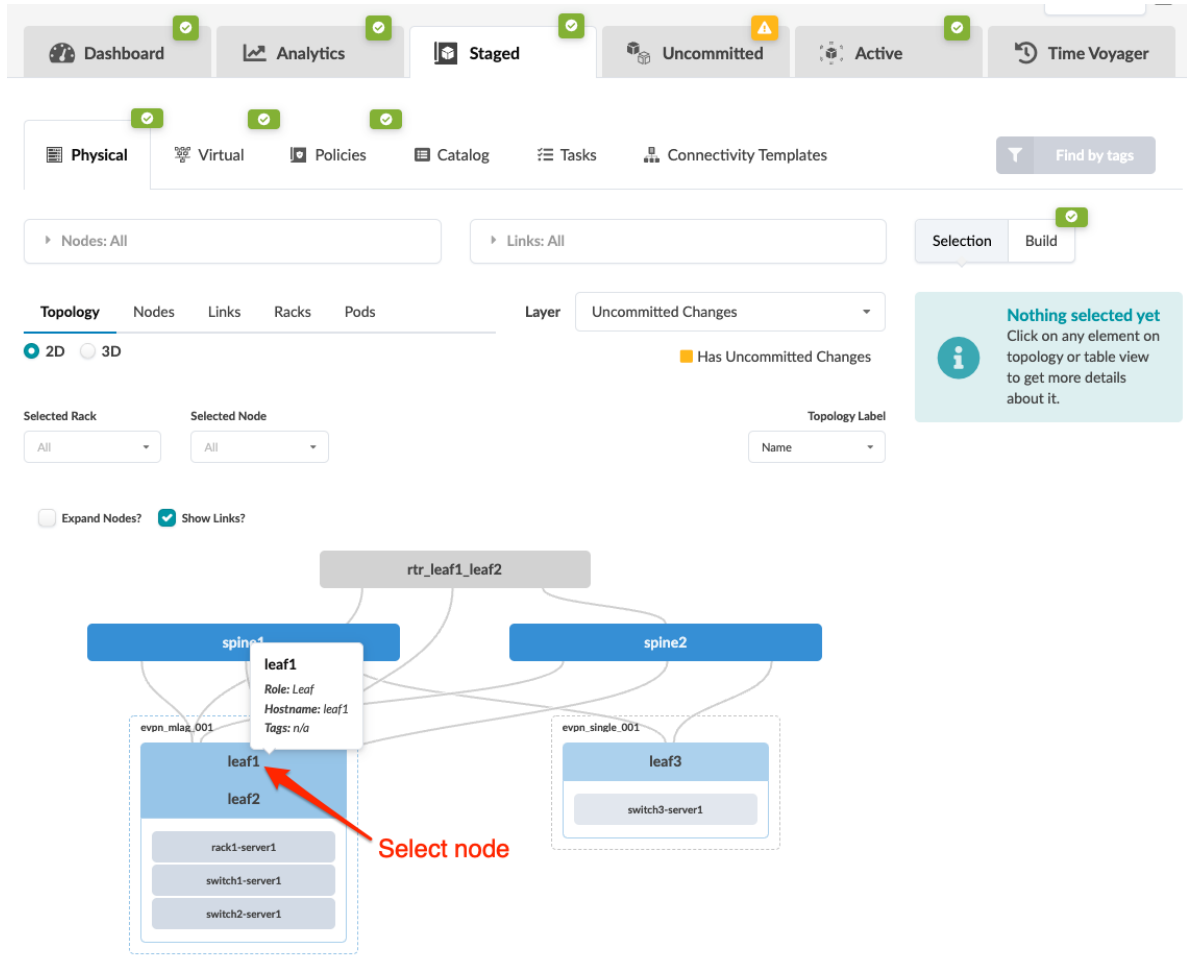 Dashboard
Analytics
Staged
Uncommitted
Active
Time Voyager
Physical
Virtual
Policies
Catalog
Tasks
Connectivity Templates
Find by tags
Nodes: All
Links: All
Selection
Build
Topology
Nodes
Links
Racks
Pods
Layer
Uncommitted Changes
2D
3D
Has Uncommitted Changes
Nothing selected yet
Click on any element on
topology or table view
to get more details
about it.
Selected Rack
Selected Node
Topology Label
All
All
Name
Expand Nodes?
Show Links?
rtr_leaf1_leaf2
spine1
spine2
leaf1
Role: Leaf
Hostname: leaf1
Tags: n/a
evpn_mlag_001
evpn_single_001
leaf1
leaf2
leaf3
rack1-server1
switch1-server1
switch2-server1
switch3-server1
Select node